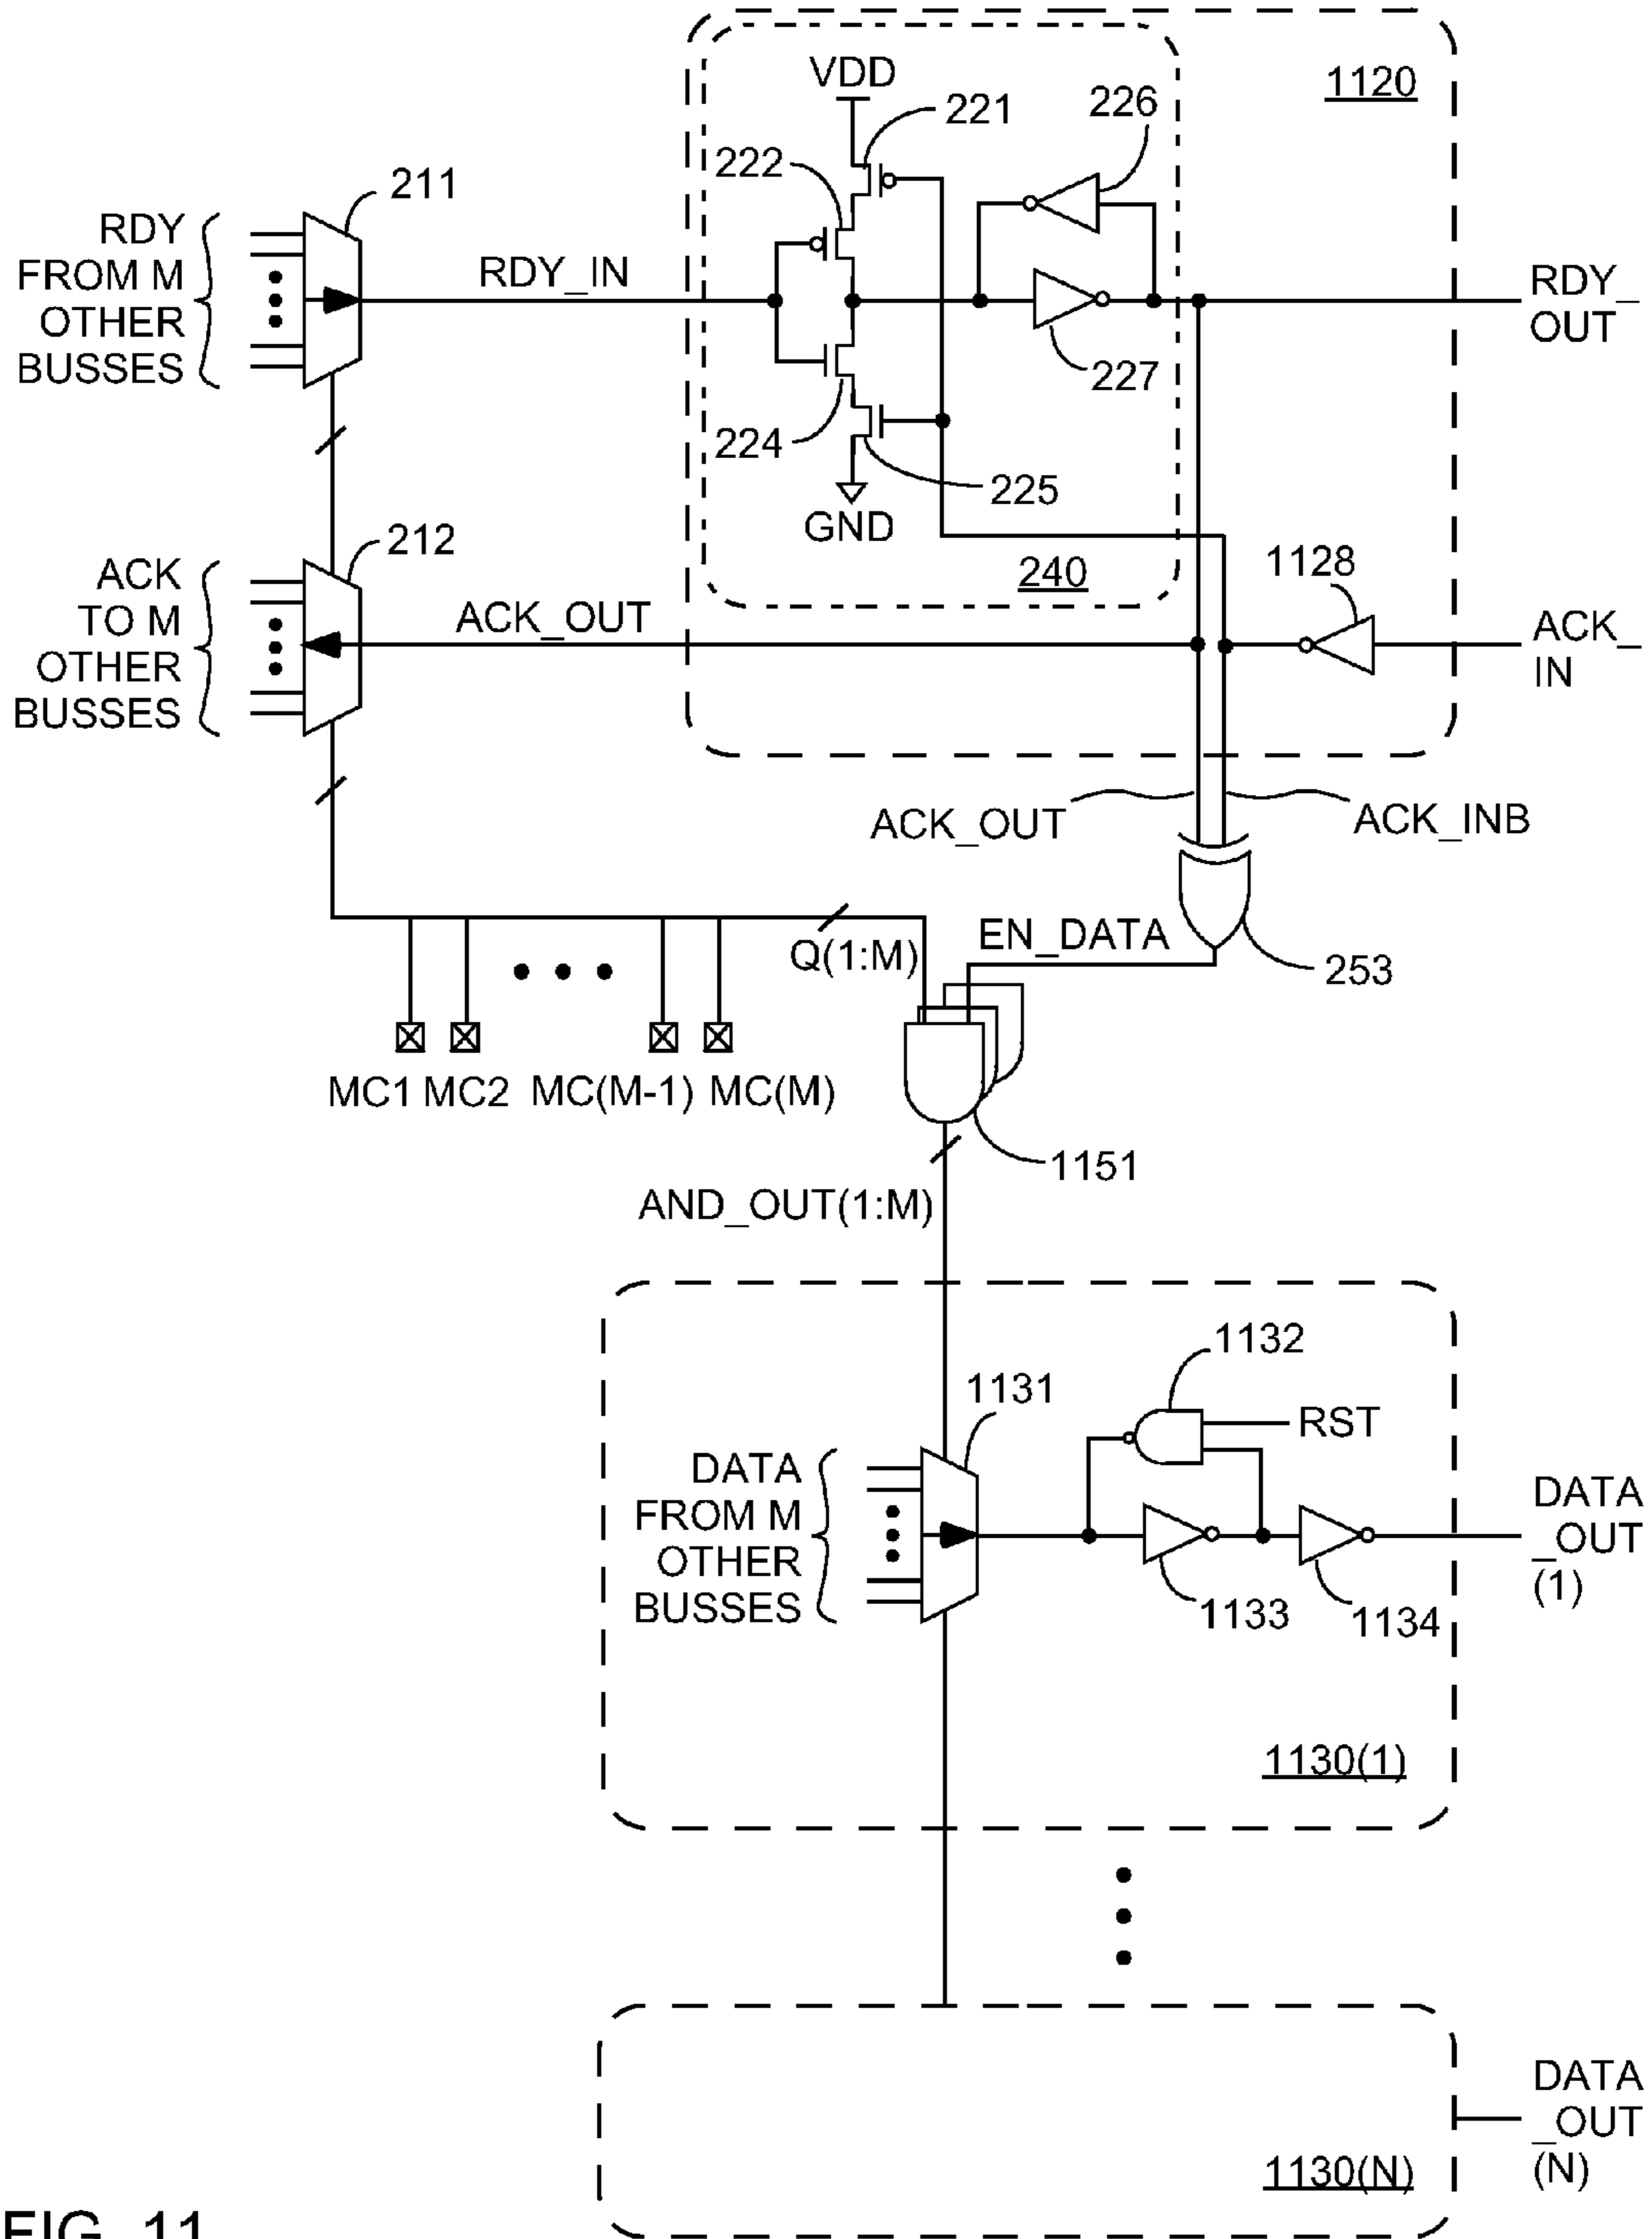 1120
VDD
221
226
222
211
RDY
FROM M
OTHER
BUSSES
RDY_IN
RDY_
OUT
227
224
225
GND
212
240
1128
ACK
TO M
OTHER
BUSSES
ACK_OUT
ACK_
IN
ACK_OUT
ACK_INB
EN_DATA
Q(1:M)
253
MC1
MC2
MC(M-1)
MC(M)
1151
AND_OUT(1:M)
1132
1131
RST
DATA
FROM M
OTHER
BUSSES
DATA
_OUT
(1)
1133
1134
1130(1)
DATA
_OUT
(N)
1130(N)
FIG. 11